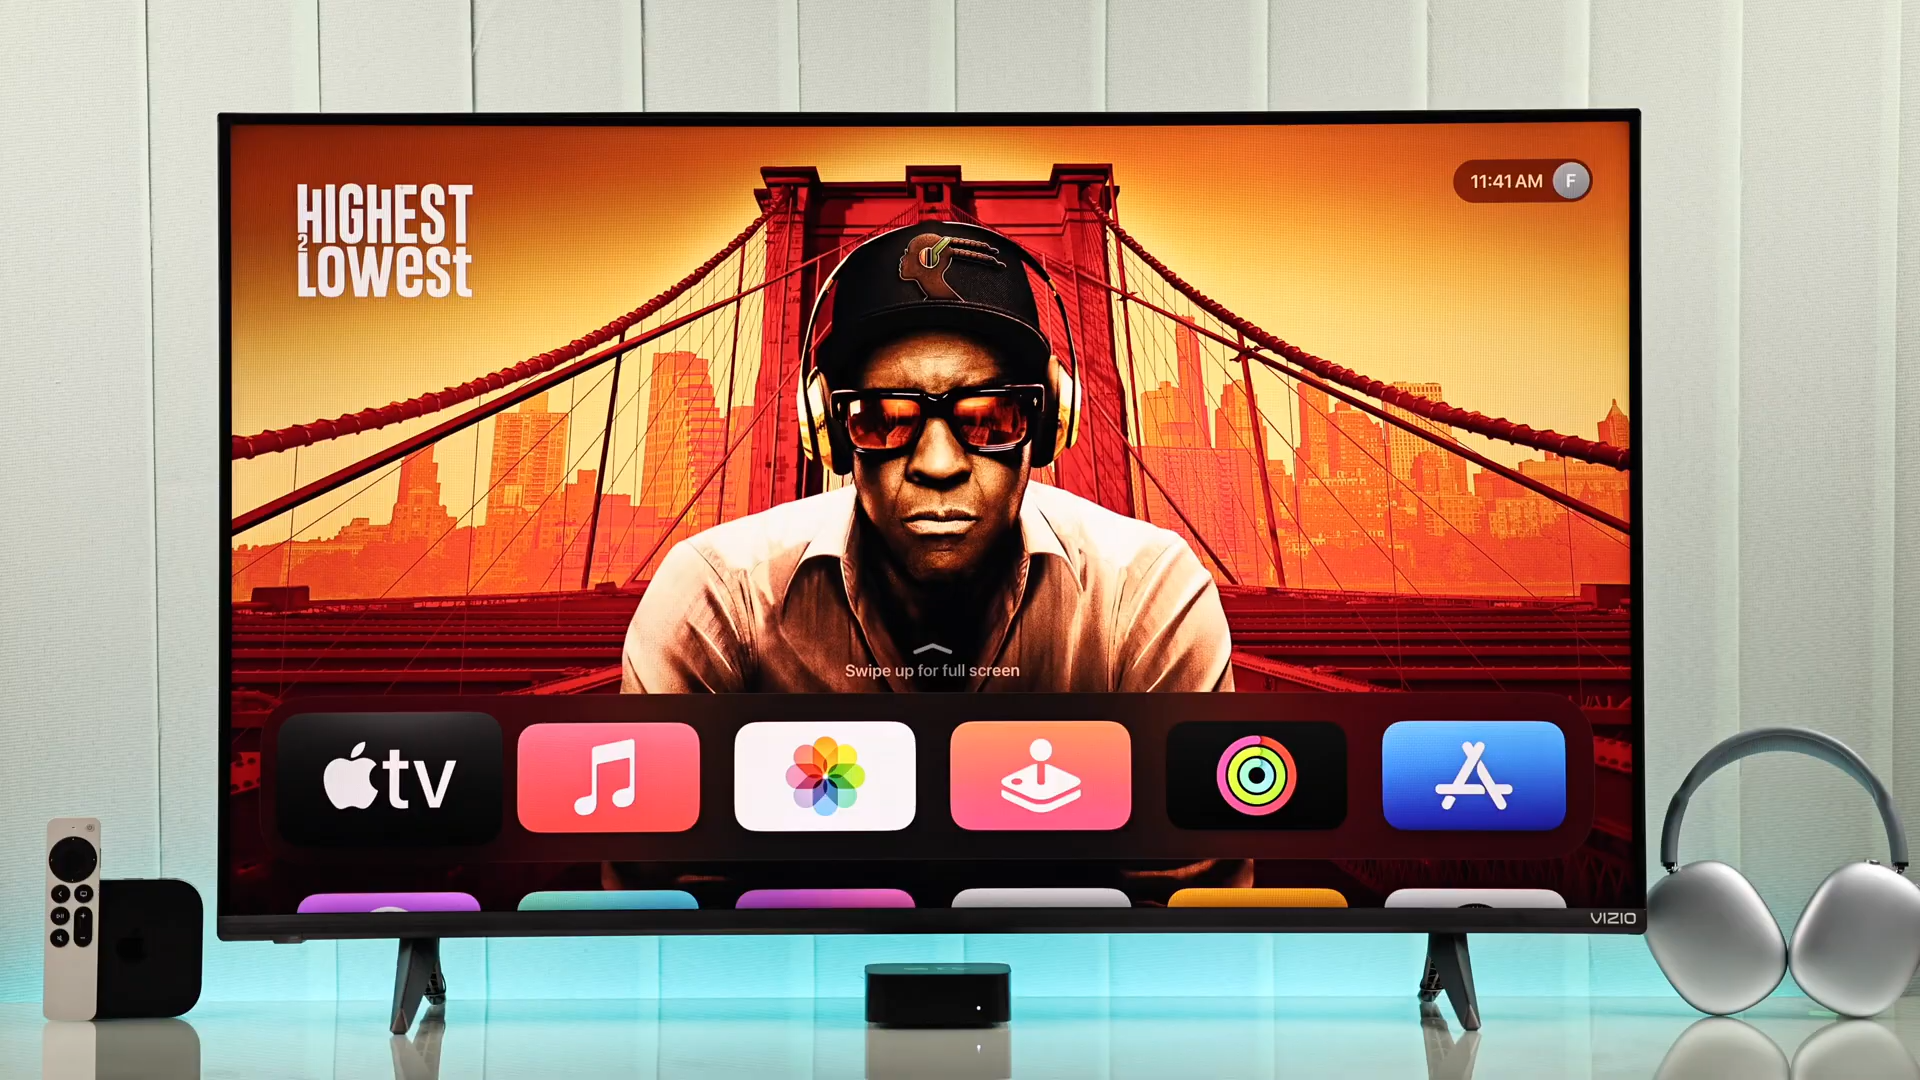 HIGHEST
2
LOWest
11:41 AM F
Swipe up for full screen
tv
VIZIO